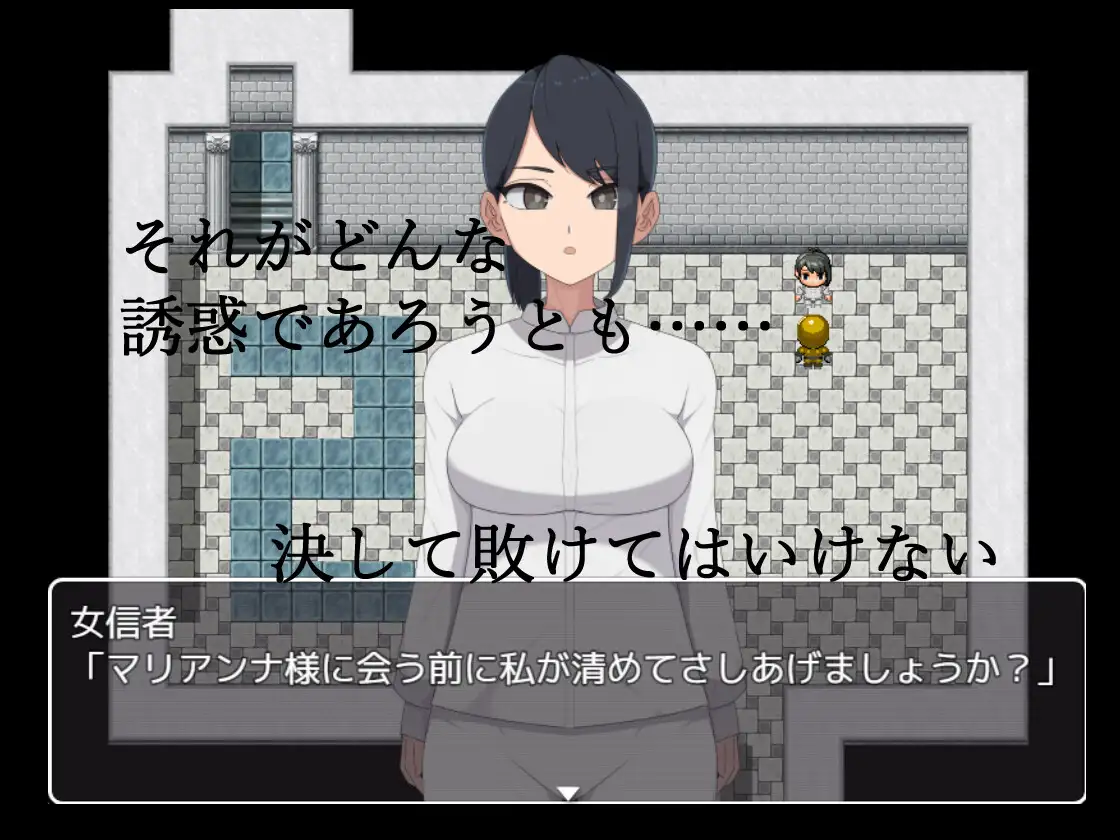 それがどんな
誘惑であろうとも……
決して敗けてはいけない
女信者
「マリアンナ様に会う前に私が清めてさしあげましょうか？」